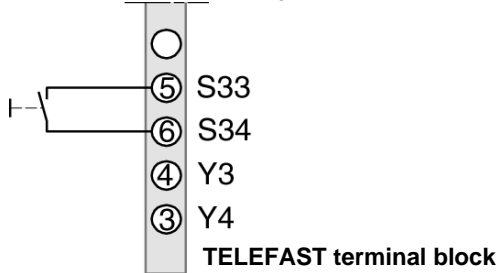 5 S33
6 S34
4 Y3
3 Y4
TELEFAST terminal block